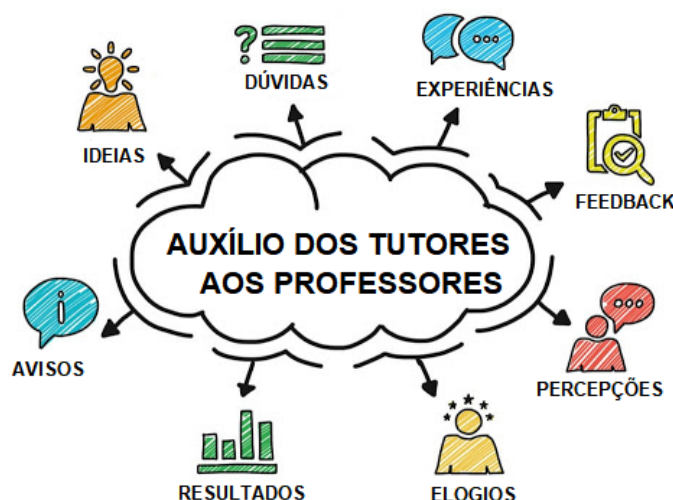 DÚVIDAS
EXPERIÊNCIAS
IDEIAS
FEEDBACK
AUXÍLIO DOS TUTORES
AOS PROFESSORES
AVISOS
PERCEPÇÕES
RESULTADOS
ELOGIOS